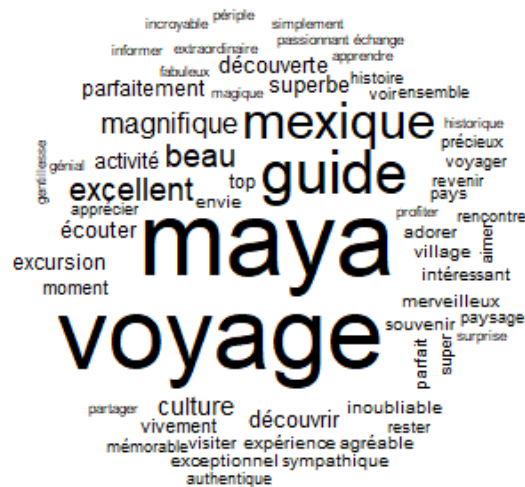 périple
incroyable simplement
passionnant échange
informer extraordinaire apprendre
découverte
fabuleux histoire
parfaitement magique superbe voir ensemble
magnifique mexique historique
précieux
gentillesse génial activité beau guide voyager
excellent top revenir
envie pays
apprécier profiter rencontre
écouter maya adorer aimer
village
excursion intéressant
moment merveilleux
voyage souvenir paysage
parfait super surprise
partager culture découvrir inoubliable
vivement rester
mémorable visiter expérience agréable
exceptionnel sympathique
authentique